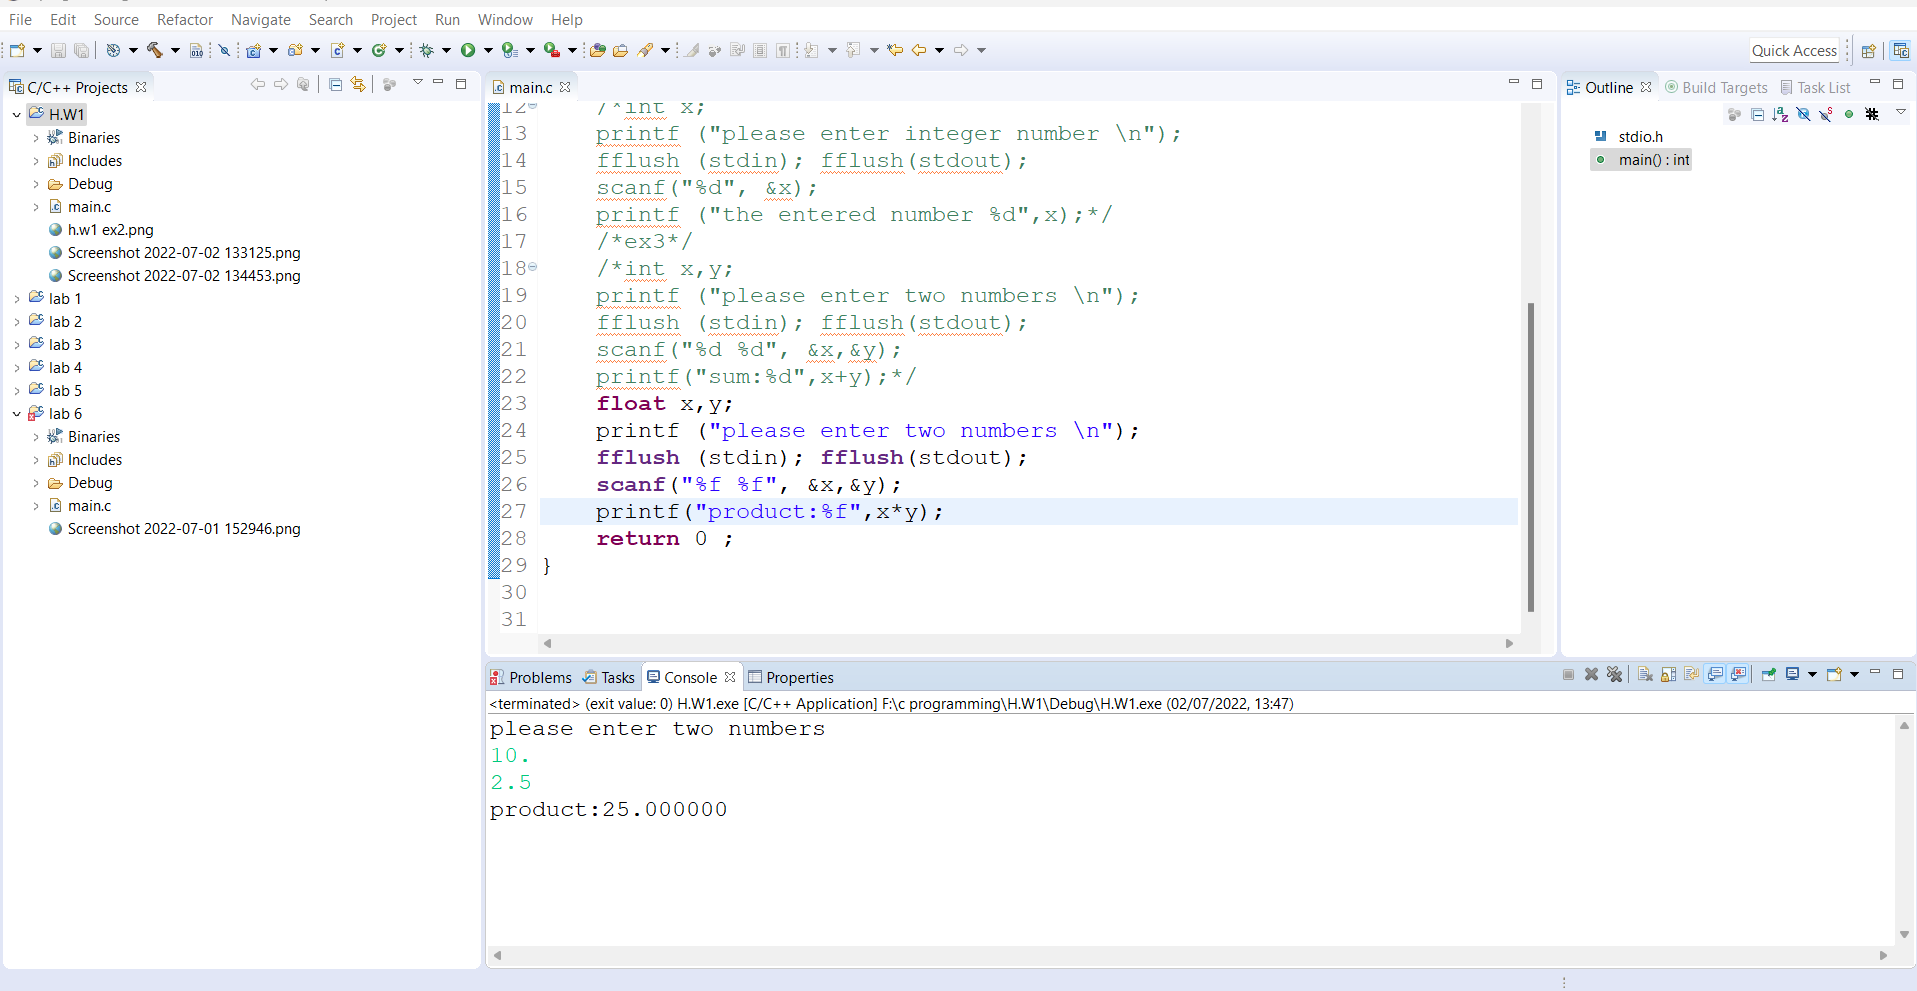 File Edit Source Refactor Navigate Search Project Run Window Help
Quick Access
C/C++ Projects
H.W1
Binaries
Includes
Debug
main.c
h.w1 ex2.png
Screenshot 2022-07-02 133125.png
Screenshot 2022-07-02 134453.png
lab 1
lab 2
lab 3
lab 4
lab 5
lab 6
Binaries
Includes
Debug
main.c
Screenshot 2022-07-01 152946.png
main.c
12 /*int x;
13 printf ("please enter integer number \n");
14 fflush (stdin); fflush(stdout);
15 scanf("%d", &x);
16 printf ("the entered number %d",x);*/
17 /*ex3*/
18 /*int x,y;
19 printf ("please enter two numbers \n");
20 fflush (stdin); fflush(stdout);
21 scanf("%d %d", &x,&y);
22 printf("sum:%d",x+y);*/
23 float x,y;
24 printf ("please enter two numbers \n");
25 fflush (stdin); fflush(stdout);
26 scanf("%f %f", &x,&y);
27 printf("product:%f",x*y);
28 return 0 ;
29 }
30
31
Outline Build Targets Task List
stdio.h
main() : int
Problems Tasks Console Properties
<terminated> (exit value: 0) H.W1.exe [C/C++ Application] F:\c programming\H.W1\Debug\H.W1.exe (02/07/2022, 13:47)
please enter two numbers
10.
2.5
product:25.000000